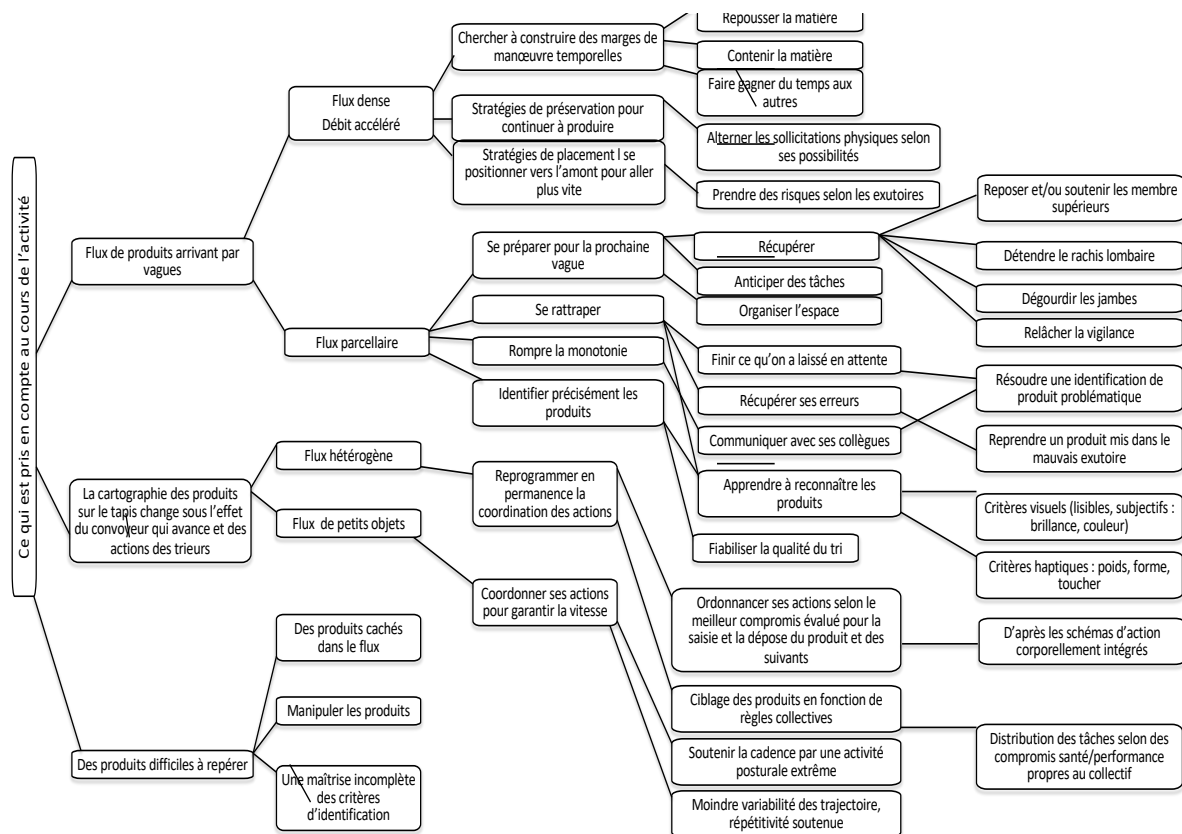 Ce qui est pris en compte au cours de l'activité
Flux de produits arrivant par
vagues
La cartographie des produits
sur le tapis change sous l'effet
du convoyeur qui avance et des
actions des trieurs
Des produits difficiles à repérer
Flux dense
Débit accéléré
Flux parcellaire
Flux hétérogène
Flux de petits objets
Des produits cachés
dans le flux
Manipuler les produits
Une maîtrise incomplète
des critères
d'identification
Chercher à construire des marges de
manœuvre temporelles
Stratégies de préservation pour
continuer à produire
Stratégies de placement l se
positionner vers l'amont pour aller
plus vite
Se préparer pour la prochaine
vague
Se rattraper
Rompre la monotonie
Identifier précisément les
produits
Reprogrammer en
permanence la
coordination des actions
Coordonner ses actions
pour garantir la vitesse
Repousser la matière
Contenir la matière
Faire gagner du temps aux
autres
Alterner les sollicitations physiques selon
ses possibilités
Prendre des risques selon les exutoires
Récupérer
Anticiper des tâches
Organiser l'espace
Finir ce qu'on a laissé en attente
Récupérer ses erreurs
Communiquer avec ses collègues
Apprendre à reconnaître les
produits
Fiabiliser la qualité du tri
Ordonnancer ses actions selon le
meilleur compromis évalué pour la
saisie et la dépose du produit et des
suivants
Ciblage des produits en fonction de
règles collectives
Soutenir la cadence par une activité
posturale extrême
Moindre variabilité des trajectoire,
répétitivité soutenue
Reposer et/ou soutenir les membre
supérieurs
Détendre le rachis lombaire
Dégourdir les jambes
Relâcher la vigilance
Résoudre une identification de
produit problématique
Reprendre un produit mis dans le
mauvais exutoire
Critères visuels (lisibles, subjectifs :
brillance, couleur)
Critères haptiques : poids, forme,
toucher
D'après les schémas d'action
corporellement intégrés
Distribution des tâches selon des
compromis santé/performance
propres au collectif